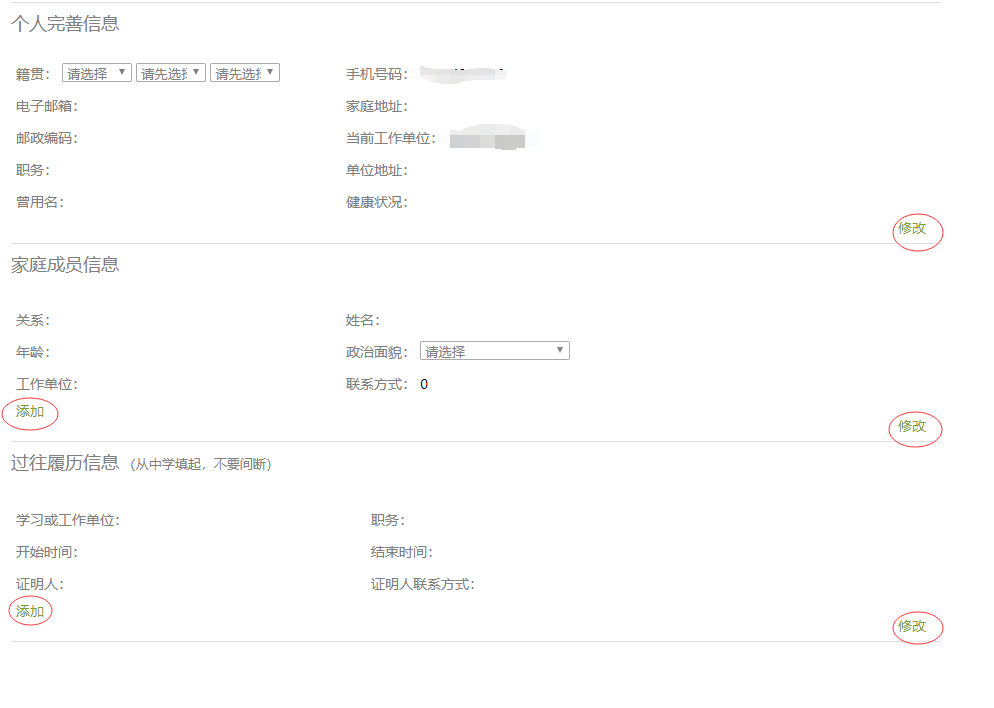 个人完善信息
籍贯： 请选择 请先选择 请先选择 手机号码：
电子邮箱： 家庭地址：
邮政编码： 当前工作单位：
职务： 单位地址：
曾用名： 健康状况：
修改
家庭成员信息
关系： 姓名：
年龄： 政治面貌： 请选择
工作单位： 联系方式： 0
添加
修改
过往履历信息 （从中学填起，不要间断）
学习或工作单位： 职务：
开始时间： 结束时间：
证明人： 证明人联系方式：
添加
修改